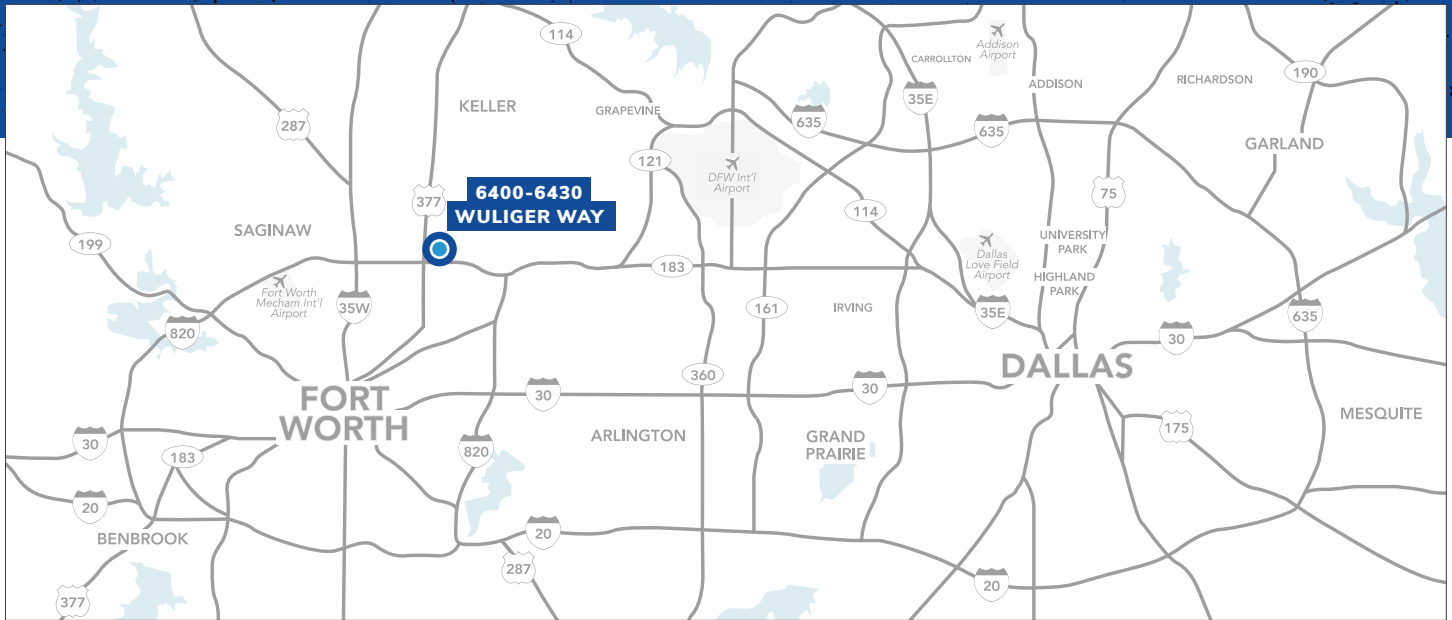 114
Addison
Airport
CARROLLTON
RICHARDSON
190
ADDISON
35E
KELLER
GRAPEVINE
287
635
635
GARLAND
121
DFW Int'l
Airport
75
377
6400-6430
WULIGER WAY
114
SAGINAW
199
UNIVERSITY
PARK
Dallas
Love Field
Airport
183
HIGHLAND
PARK
Fort Worth
Mecham Int'l
Airport
35W
161
IRVING
35E
635
820
30
DALLAS
360
30
30
FORT
WORTH
MESQUITE
ARLINGTON
GRAND
PRAIRIE
175
30
183
820
20
BENBROOK
20
287
20
377